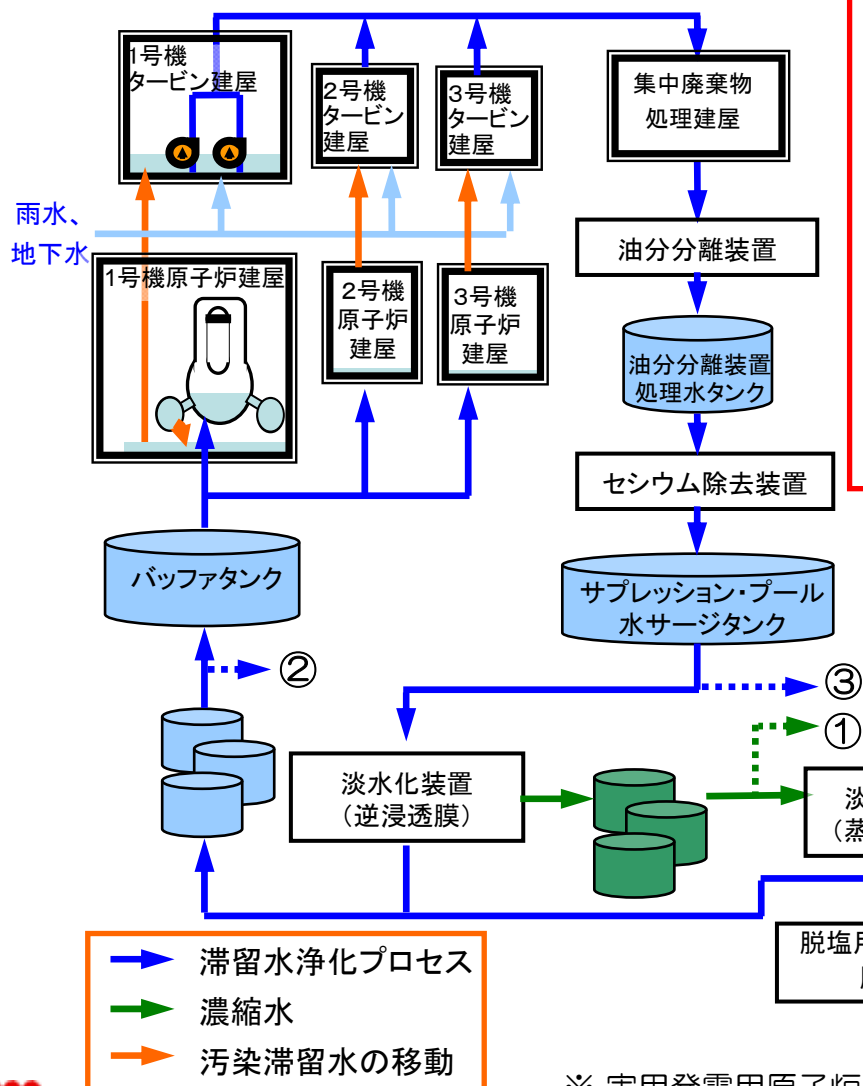 1号機
タービン建屋
2号機
タービン
建屋
3号機
タービン
建屋
集中廃棄物
処理建屋
雨水、
地下水
油分分離装置
1号機原子炉建屋
2号機
原子炉
建屋
3号機
原子炉
建屋
油分分離装置
処理水タンク
セシウム除去装置
バッファタンク
サプレッション・プール
水サージタンク
②
③
①
淡水化装置
（逆浸透膜）
淡
（蒸
脱塩用
滞留水浄化プロセス
濃縮水
汚染滞留水の移動